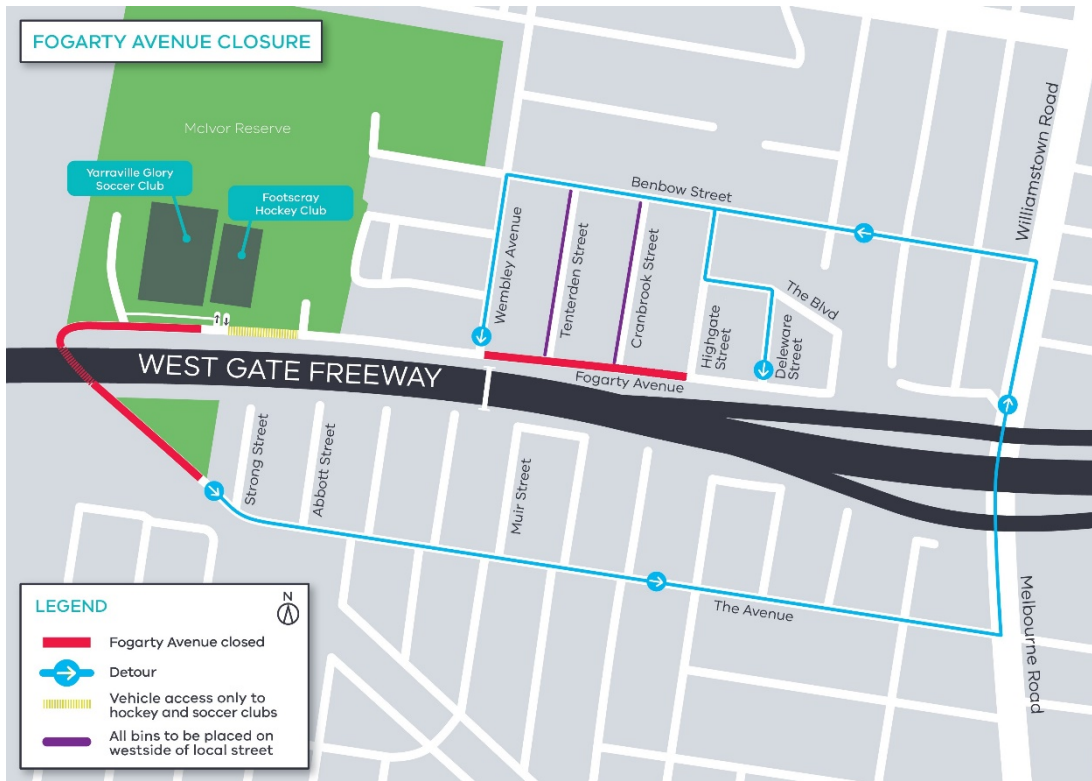 FOGARTY AVENUE CLOSURE
McIvor Reserve
Yarraville Glory
Soccer Club
Footscray
Hockey Club
Benbow Street
Williamstown Road
Wembley Avenue
Tenterden Street
Cranbrook Street
Highgate
Street
The Blvd
Deleware
Street
Fogarty Avenue
WEST GATE FREEWAY
Strong Street
Abbott Street
Muir Street
The Avenue
Melbourne Road
LEGEND
N
Fogarty Avenue closed
Detour
Vehicle access only to
hockey and soccer clubs
All bins to be placed on
westside of local street